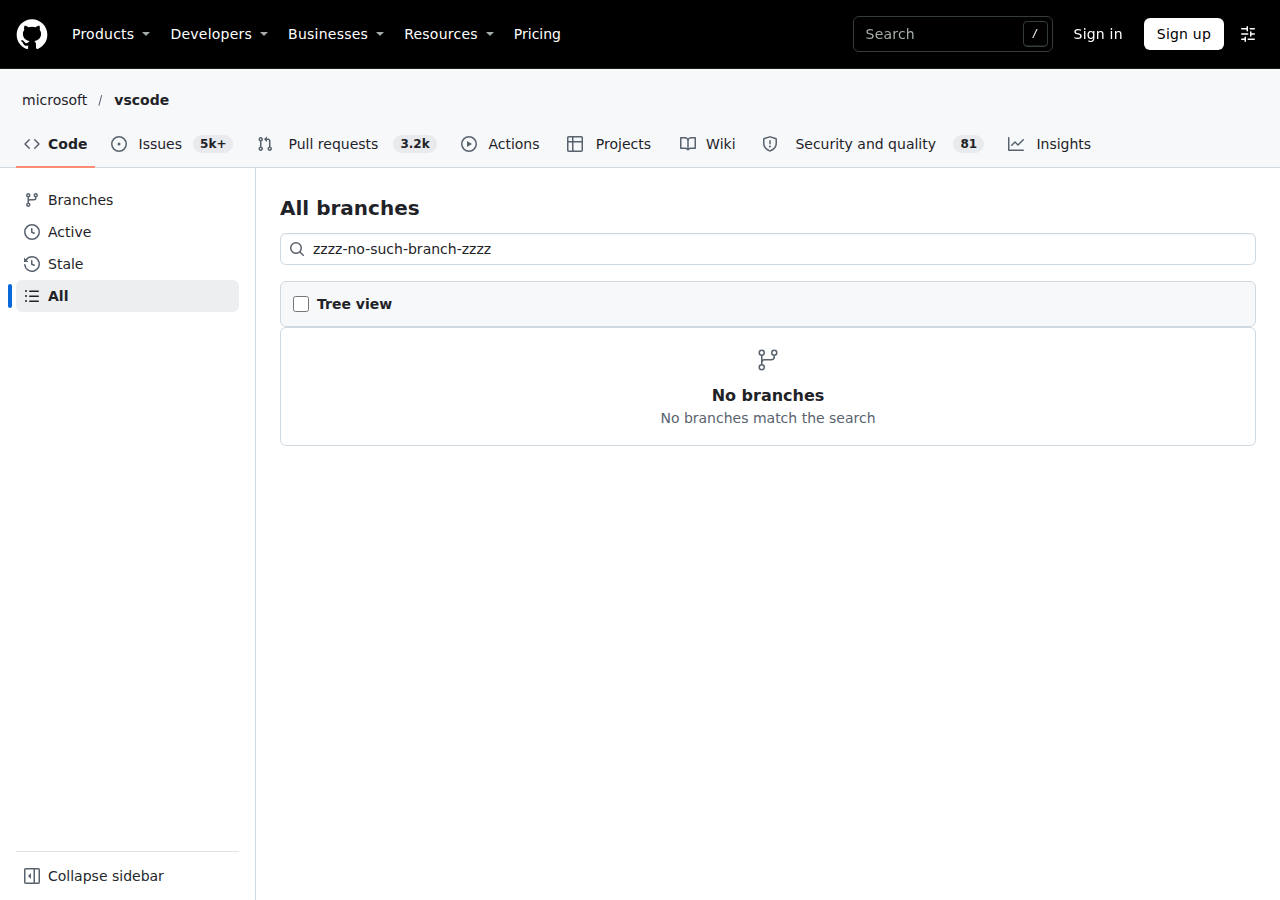 Products Developers Businesses Resources Pricing Search / Sign in Sign up
microsoft / vscode
Code Issues 5k+ Pull requests 3.2k Actions Projects Wiki Security and quality 81 Insights
Branches
Active
Stale
All
Collapse sidebar
All branches
zzzz-no-such-branch-zzzz
Tree view
No branches
No branches match the search